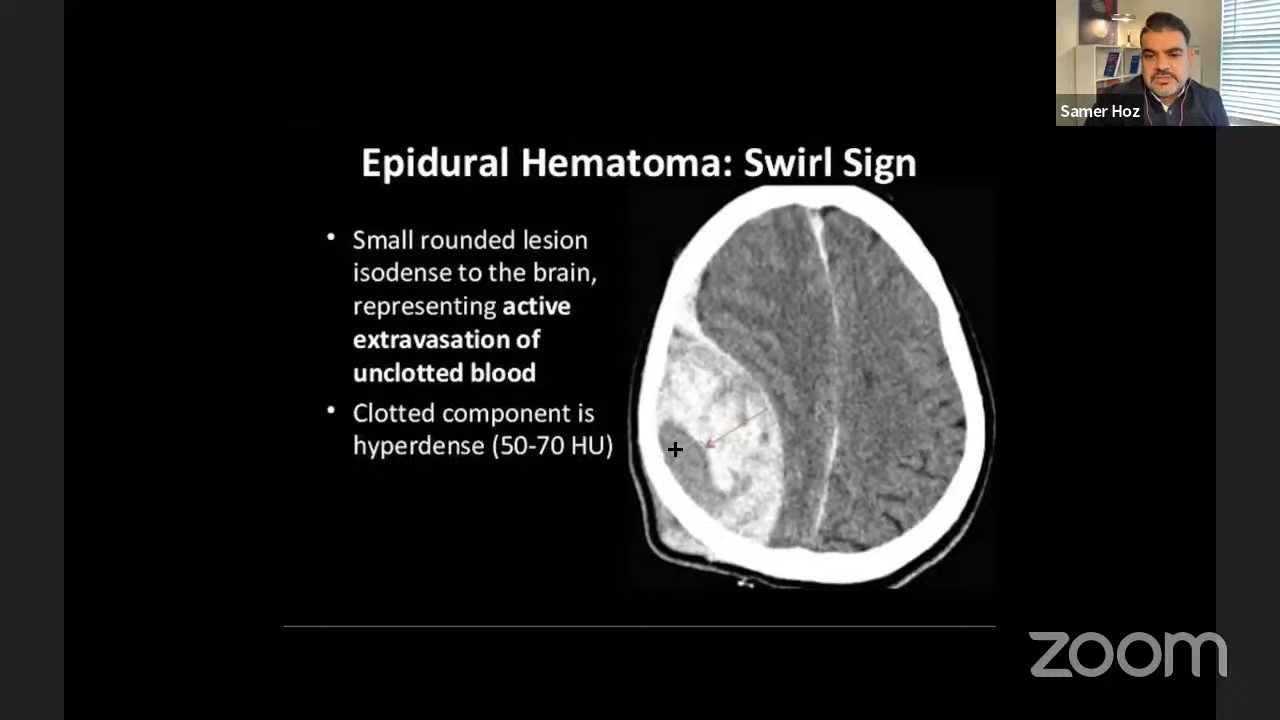 Samer Hoz
Epidural Hematoma: Swirl Sign
• Small rounded lesion
isodense to the brain,
representing active
extravasation of
unclotted blood
• Clotted component is
hyperdense (50-70 HU)
zoom